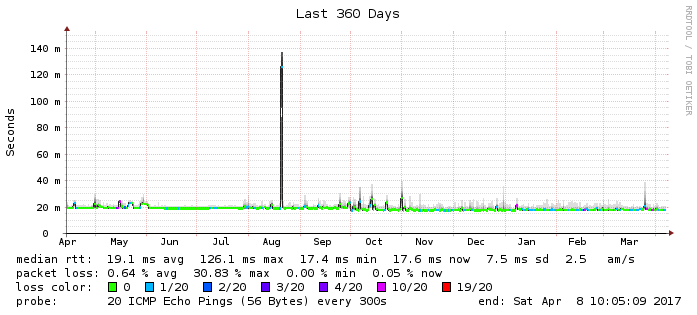 Last 360 Days
RRDTOOL / TOBI OETIKER
Seconds
140 m
120 m
100 m
80 m
60 m
40 m
20 m
0
Apr May Jun Jul Aug Sep Oct Nov Dec Jan Feb Mar
median rtt: 19.1 ms avg 126.1 ms max 17.4 ms min 17.6 ms now 7.5 ms sd 2.5 am/s
packet loss: 0.64 % avg 30.83 % max 0.00 % min 0.05 % now
loss color: 0 1/20 2/20 3/20 4/20 10/20 19/20
probe: 20 ICMP Echo Pings (56 Bytes) every 300s end: Sat Apr 8 10:05:09 2017